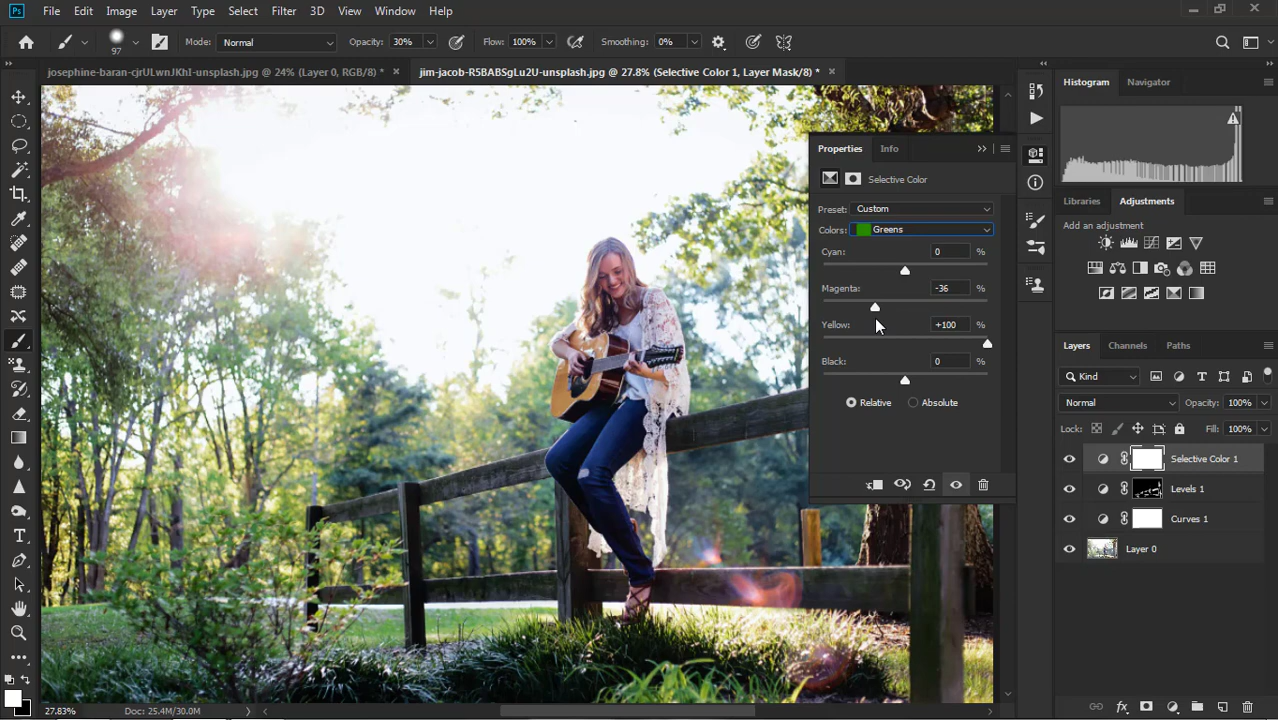 Ps File Edit Image Layer Type Select Filter 3D View Window Help
97 Mode: Normal Opacity: 30% Flow: 100% Smoothing: 0%
josephine-baran-cjrULwnJKhI-unsplash.jpg @ 24% (Layer 0, RGB/8) * jim-jacob-R5BABSgLu2U-unsplash.jpg @ 27.8% (Selective Color 1, Layer Mask/8) *
Histogram Navigator
Properties Info
Selective Color
Preset: Custom
Colors: Greens
Cyan: 0 %
Magenta: -36 %
Yellow: +100 %
Black: 0 %
Relative Absolute
Libraries Adjustments
Add an adjustment
Layers Channels Paths
Kind
Normal Opacity: 100%
Lock: Fill: 100%
Selective Color 1
Levels 1
Curves 1
Layer 0
27.83% Doc: 25.4M/30.0M